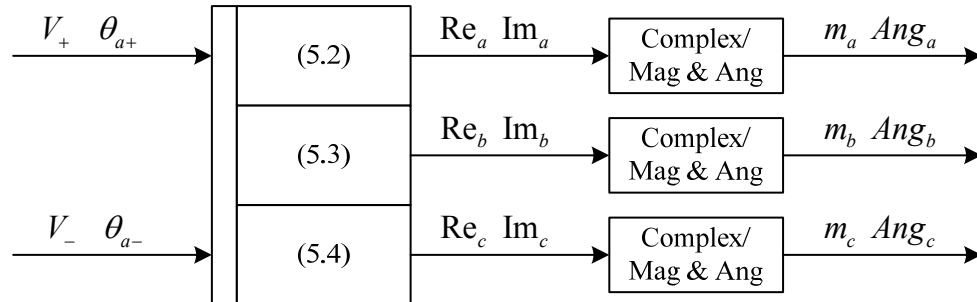 V₊ θₐ₊ (5.2) Reₐ Imₐ Complex/ mₐ Angₐ
Mag & Ang
(5.3) Re_b Im_b Complex/ m_b Ang_b
Mag & Ang
V₋ θₐ₋ (5.4) Re_c Im_c Complex/ m_c Ang_c
Mag & Ang